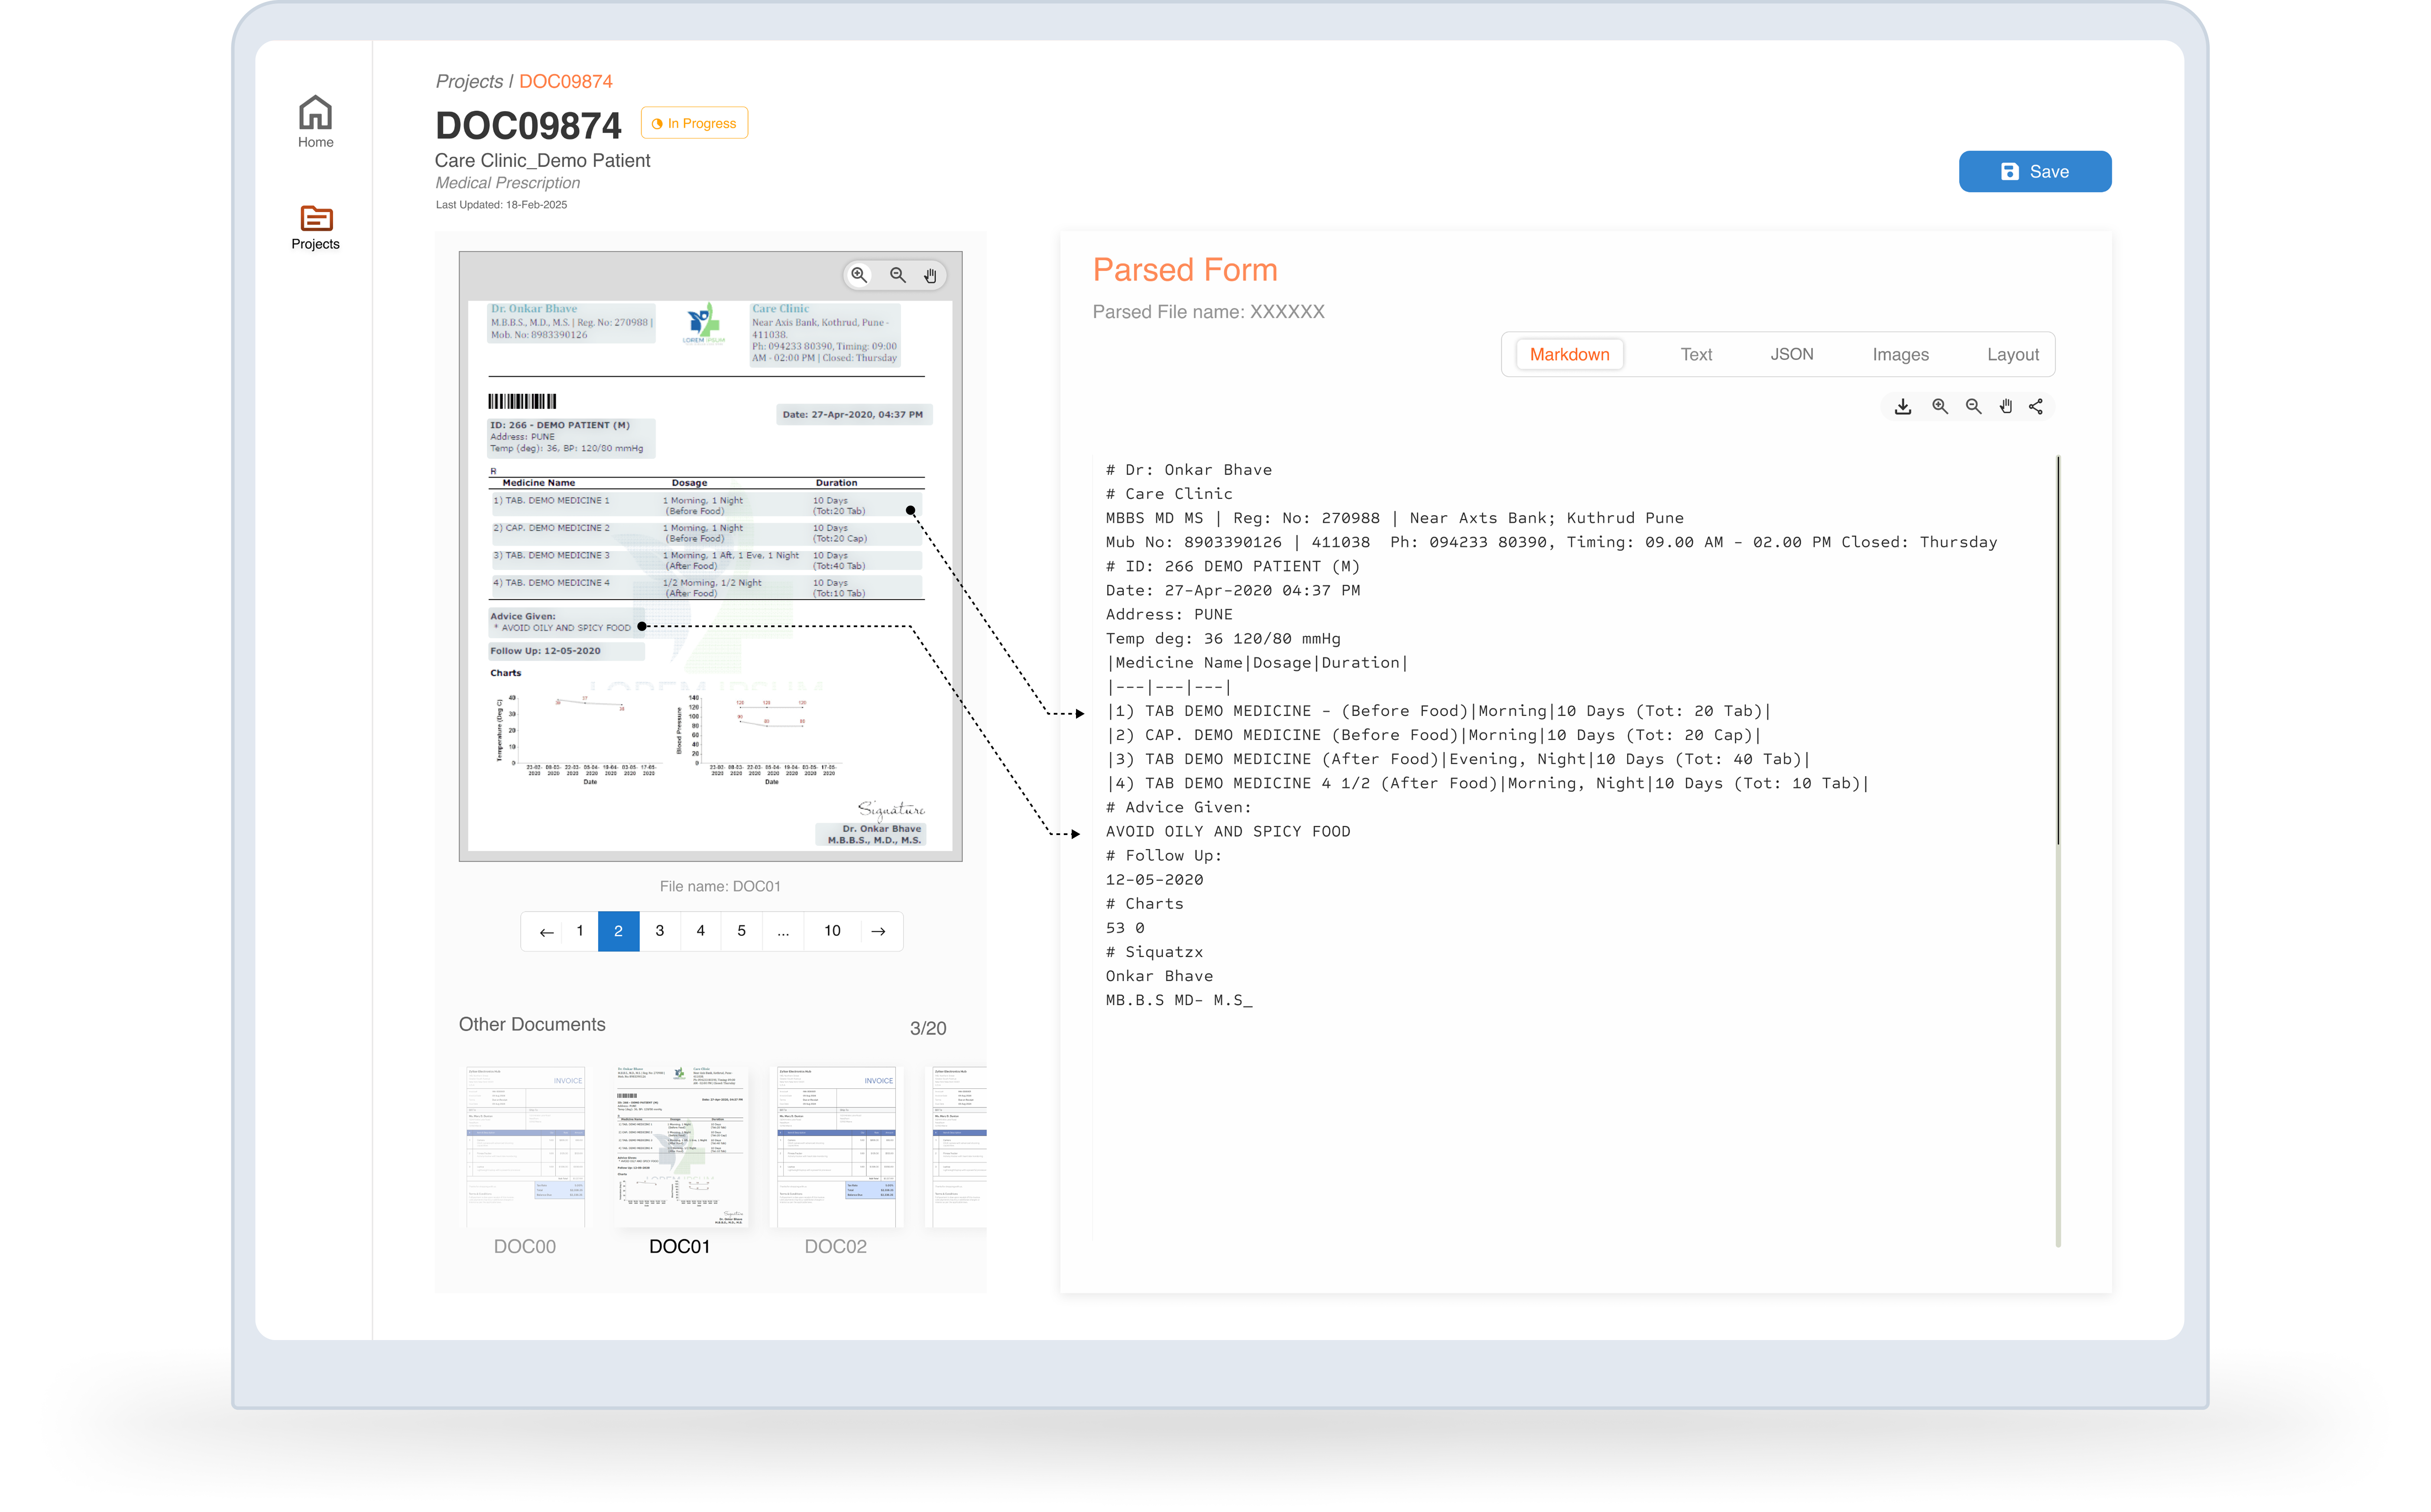 Home
Projects
Projects / DOC09874
DOC09874
In Progress
Care Clinic_Demo Patient
Medical Prescription
Last Updated: 18-Feb-2025
Save
Dr. Onkar Bhave
M.B.B.S., M.D., M.S. | Reg. No: 270988 |
Mob. No: 8983390126
LOREM IPSUM
Care Clinic
Near Axis Bank, Kothrud, Pune -
411038.
Ph: 094233 80390, Timing: 09:00
AM - 02:00 PM | Closed: Thursday
Date: 27-Apr-2020, 04:37 PM
ID: 266 - DEMO PATIENT (M)
Address: PUNE
Temp (deg): 36, BP: 120/80 mmHg
R
Medicine Name Dosage Duration
1) TAB. DEMO MEDICINE 1 1 Morning, 1 Night 10 Days
(Before Food) (Tot:20 Tab)
2) CAP. DEMO MEDICINE 2 1 Morning, 1 Night 10 Days
(Before Food) (Tot:20 Cap)
3) TAB. DEMO MEDICINE 3 1 Morning, 1 Aft, 1 Eve, 1 Night 10 Days
(After Food) (Tot:40 Tab)
4) TAB. DEMO MEDICINE 4 1/2 Morning, 1/2 Night 10 Days
(After Food) (Tot:10 Tab)
Advice Given:
* AVOID OILY AND SPICY FOOD
Follow Up: 12-05-2020
Charts
LOREM IPSUM
Temperature (Deg C)
40
30
20
10
0
Date
Blood Pressure
140
120
100
80
60
40
20
0
Date
Signature
Dr. Onkar Bhave
M.B.B.S., M.D., M.S.
File name: DOC01
← 1 2 3 4 5 ... 10 →
Other Documents 3/20
INVOICE
INVOICE
DOC00 DOC01 DOC02
Parsed Form
Parsed File name: XXXXXX
Markdown Text JSON Images Layout
# Dr: Onkar Bhave
# Care Clinic
MBBS MD MS | Reg: No: 270988 | Near Axts Bank; Kuthrud Pune
Mub No: 8903390126 | 411038 Ph: 094233 80390, Timing: 09.00 AM - 02.00 PM Closed: Thursday
# ID: 266 DEMO PATIENT (M)
Date: 27-Apr-2020 04:37 PM
Address: PUNE
Temp deg: 36 120/80 mmHg
|Medicine Name|Dosage|Duration|
|---|---|---|
|1) TAB DEMO MEDICINE - (Before Food)|Morning|10 Days (Tot: 20 Tab)|
|2) CAP. DEMO MEDICINE (Before Food)|Morning|10 Days (Tot: 20 Cap)|
|3) TAB DEMO MEDICINE (After Food)|Evening, Night|10 Days (Tot: 40 Tab)|
|4) TAB DEMO MEDICINE 4 1/2 (After Food)|Morning, Night|10 Days (Tot: 10 Tab)|
# Advice Given:
AVOID OILY AND SPICY FOOD
# Follow Up:
12-05-2020
# Charts
53 0
# Siquatzx
Onkar Bhave
MB.B.S MD- M.S_